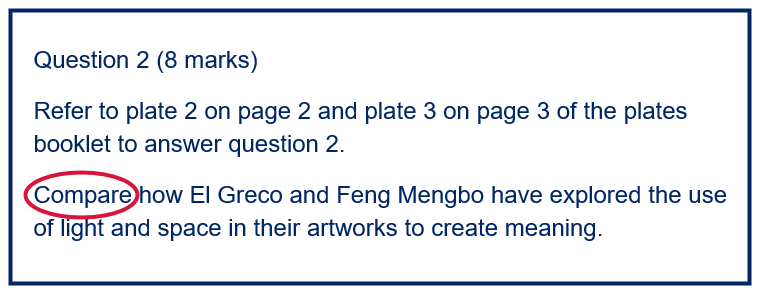 Question 2 (8 marks)
Refer to plate 2 on page 2 and plate 3 on page 3 of the plates
booklet to answer question 2.
Compare how El Greco and Feng Mengbo have explored the use
of light and space in their artworks to create meaning.